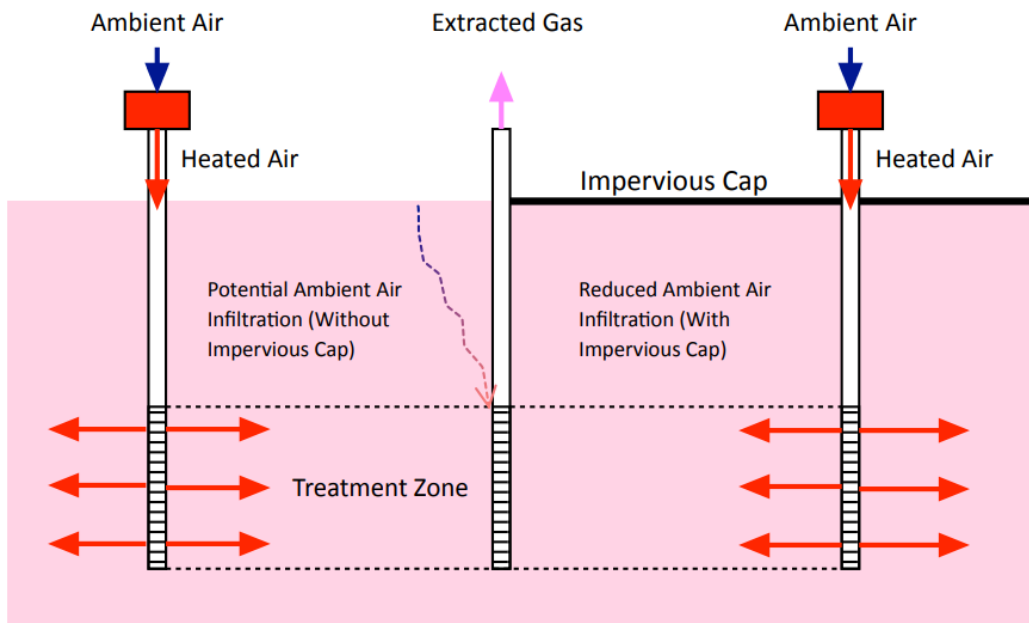 Ambient Air
Extracted Gas
Ambient Air
Heated Air
Heated Air
Impervious Cap
Potential Ambient Air
Infiltration (Without
Impervious Cap)
Reduced Ambient Air
Infiltration (With
Impervious Cap)
Treatment Zone